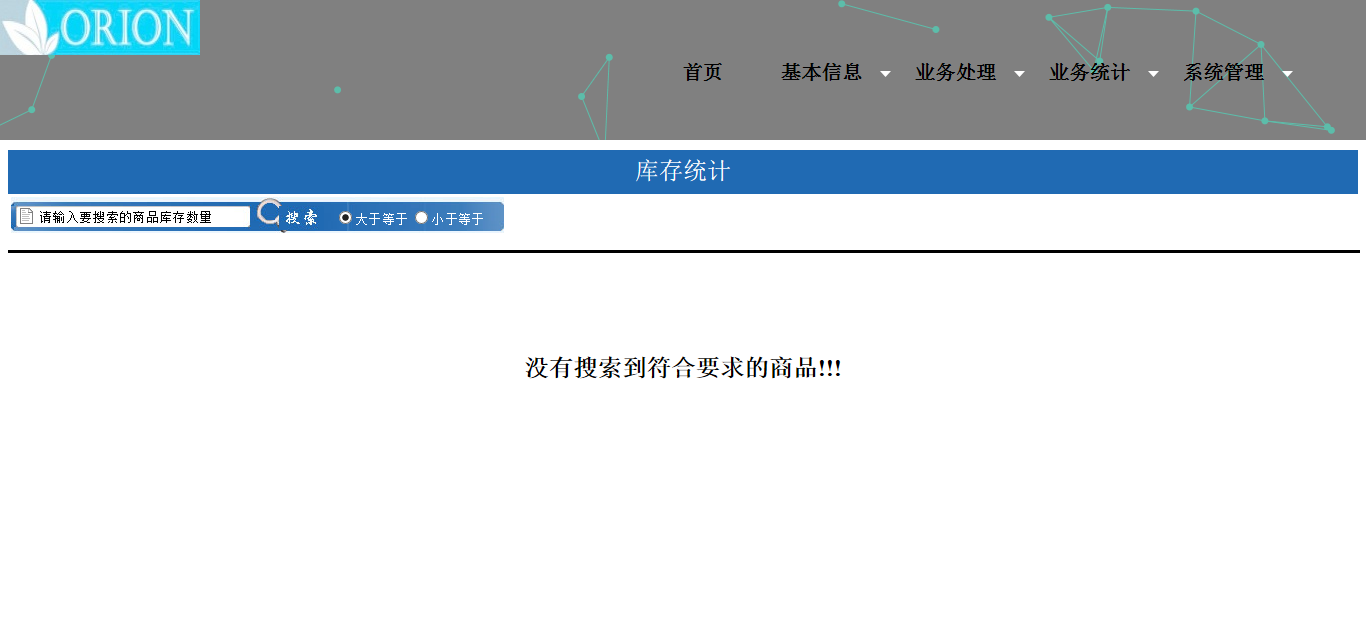 ORION
首页 基本信息 业务处理 业务统计 系统管理
库存统计
请输入要搜索的商品库存数量 搜索 大于等于 小于等于
没有搜索到符合要求的商品!!!